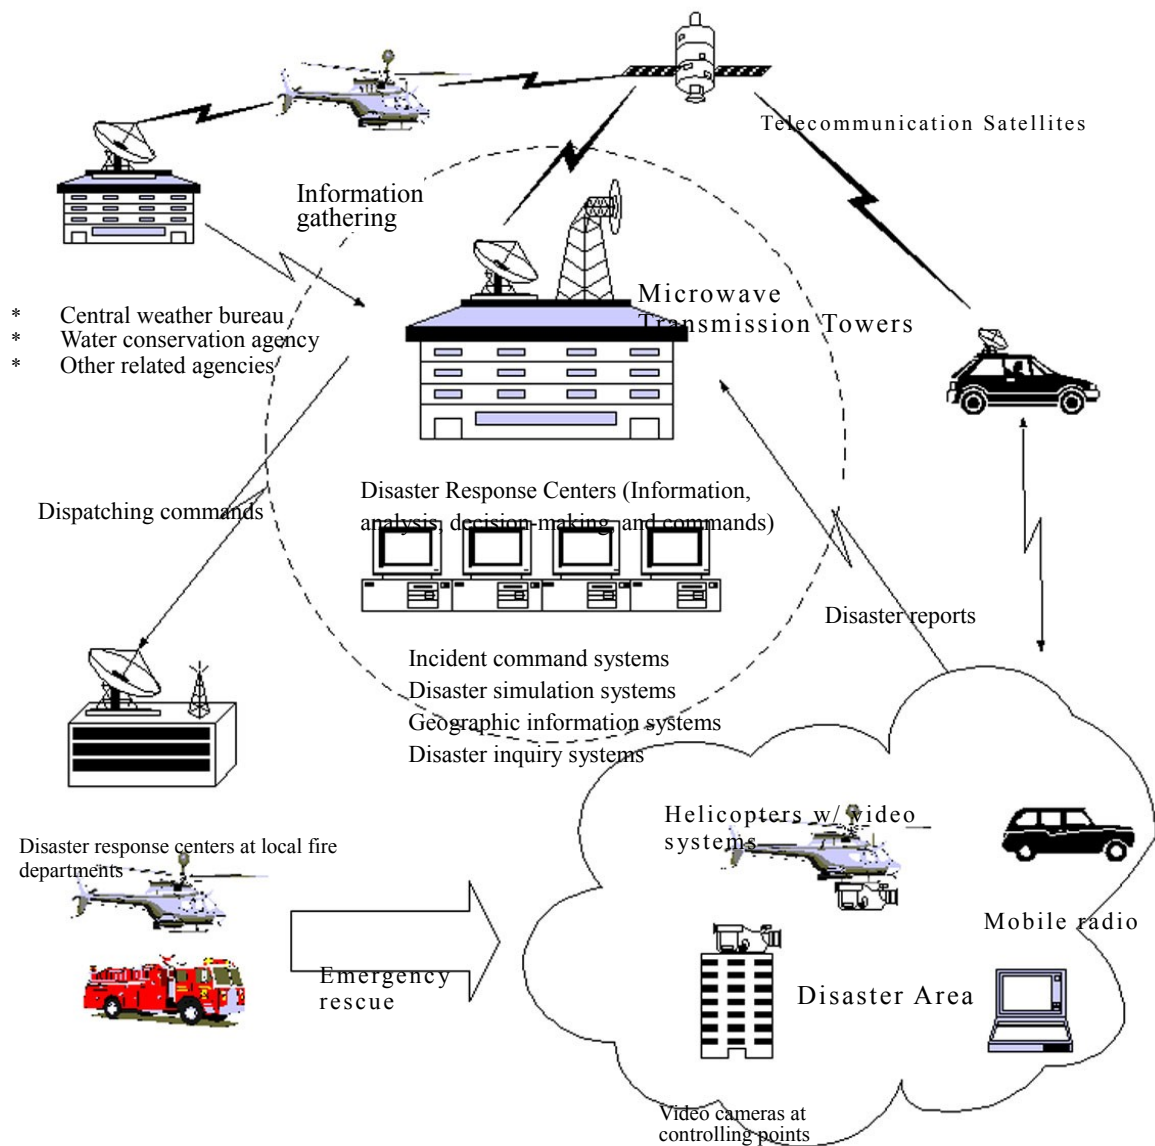 Telecommunication Satellites
Information
gathering
Microwave
Transmission Towers
* Central weather bureau
* Water conservation agency
* Other related agencies
Dispatching commands
Disaster Response Centers (Information,
analysis, decision-making, and commands)
Disaster reports
Incident command systems
Disaster simulation systems
Geographic information systems
Disaster inquiry systems
Helicopters w/ video
systems
Disaster response centers at local fire
departments
Mobile radio
Emergency
rescue
Disaster Area
Video cameras at
controlling points